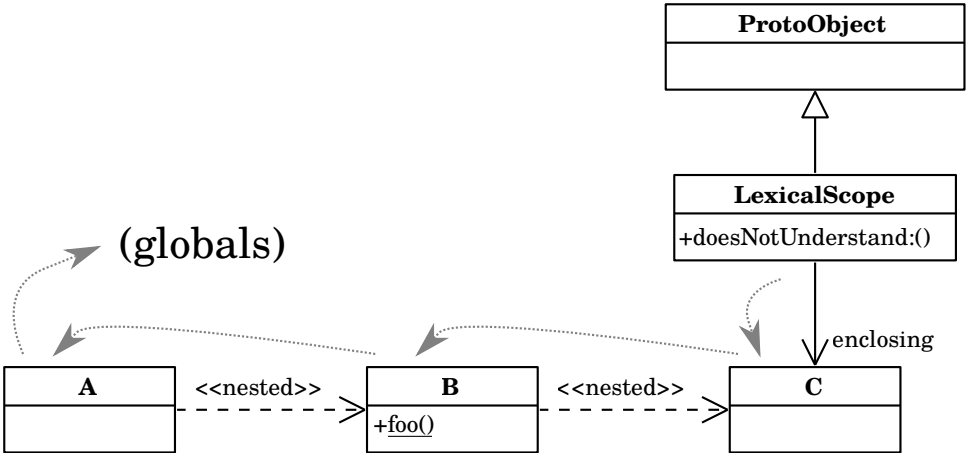 ProtoObject
LexicalScope
+doesNotUnderstand:()
(globals)
enclosing
A
<<nested>>
B
<<nested>>
C
+foo()